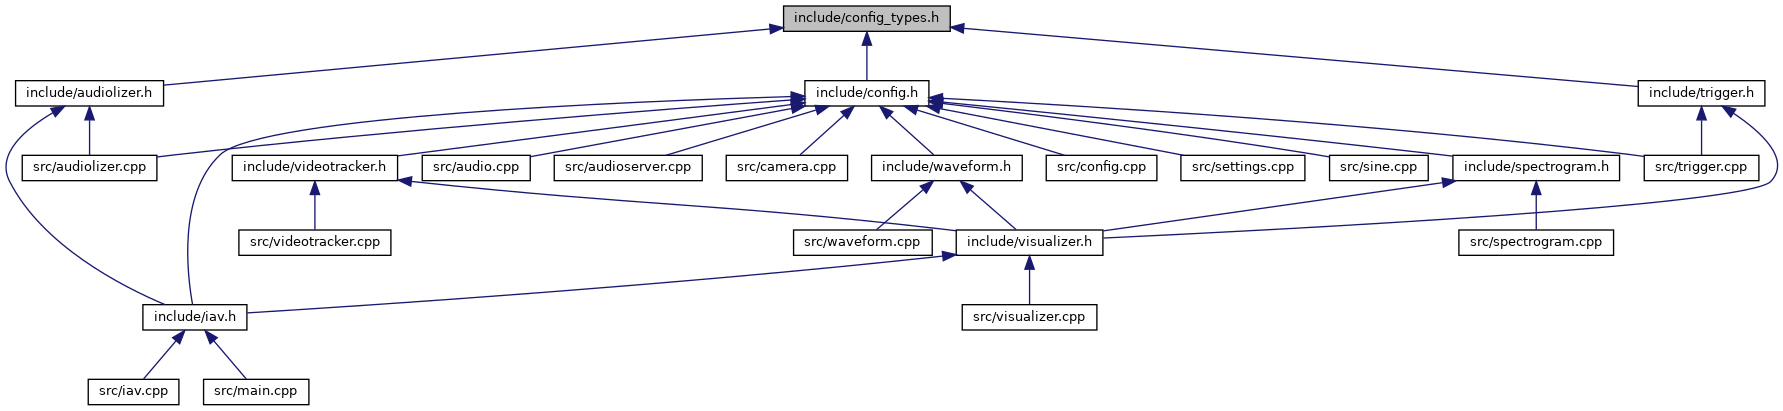 include/config_types.h
include/audiolizer.h
include/config.h
include/trigger.h
src/audiolizer.cpp
include/videotracker.h
src/audio.cpp
src/audioserver.cpp
src/camera.cpp
include/waveform.h
src/config.cpp
src/settings.cpp
src/sine.cpp
include/spectrogram.h
src/trigger.cpp
src/videotracker.cpp
src/waveform.cpp
include/visualizer.h
src/spectrogram.cpp
include/iav.h
src/visualizer.cpp
src/iav.cpp
src/main.cpp